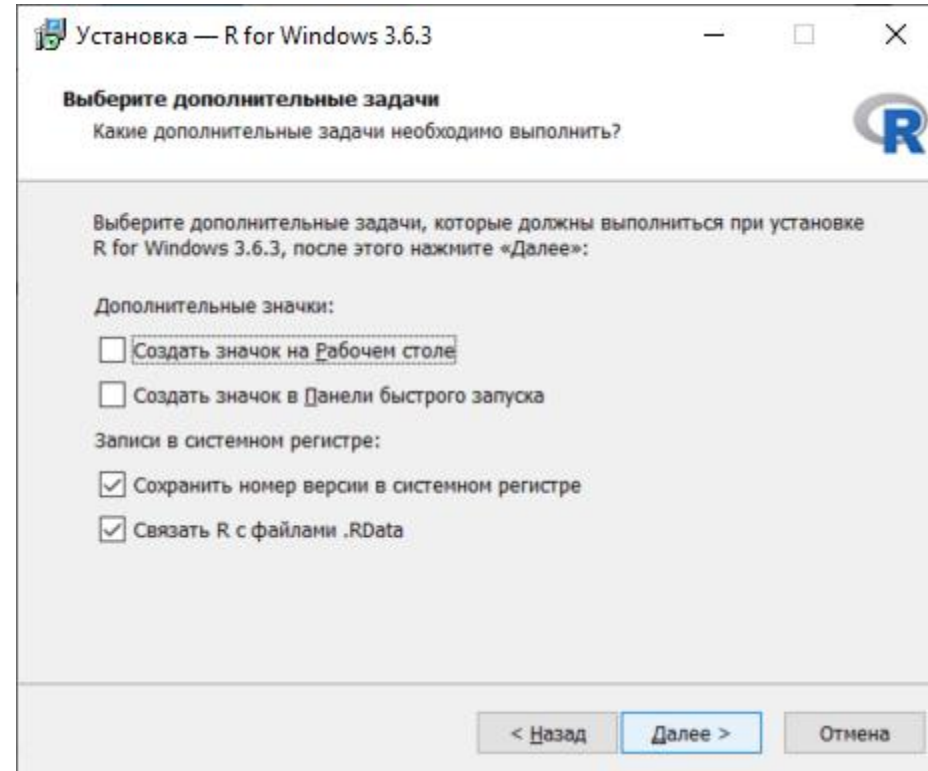 Установка — R for Windows 3.6.3
Выберите дополнительные задачи
Какие дополнительные задачи необходимо выполнить?
R
Выберите дополнительные задачи, которые должны выполниться при установке
R for Windows 3.6.3, после этого нажмите «Далее»:
Дополнительные значки:
Создать значок на Рабочем столе
Создать значок в Панели быстрого запуска
Записи в системном регистре:
Сохранить номер версии в системном регистре
Связать R с файлами .RData
< Назад Далее > Отмена